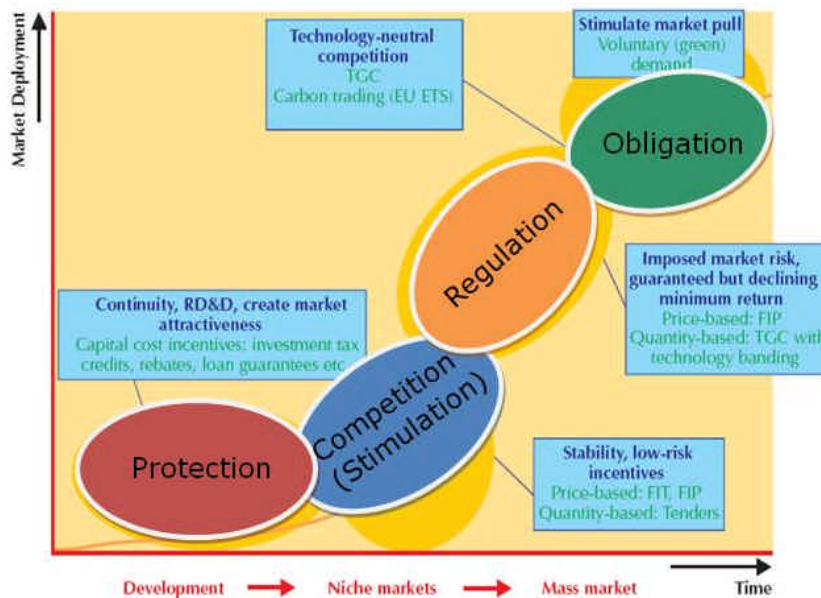 Market Deployment
Technology-neutral
competition
TGC
Carbon trading (EU ETS)
Stimulate market pull
Voluntary (green)
demand
Obligation
Regulation
Imposed market risk,
guaranteed but declining
minimum return
Price-based: FIP
Quantity-based: TGC with
technology banding
Continuity, RD&D, create market
attractiveness
Capital cost incentives: investment tax
credits, rebates, loan guarantees etc
Competition
(Stimulation)
Protection
Stability, low-risk
incentives
Price-based: FIT, FIP
Quantity-based: Tenders
Development Niche markets Mass market Time